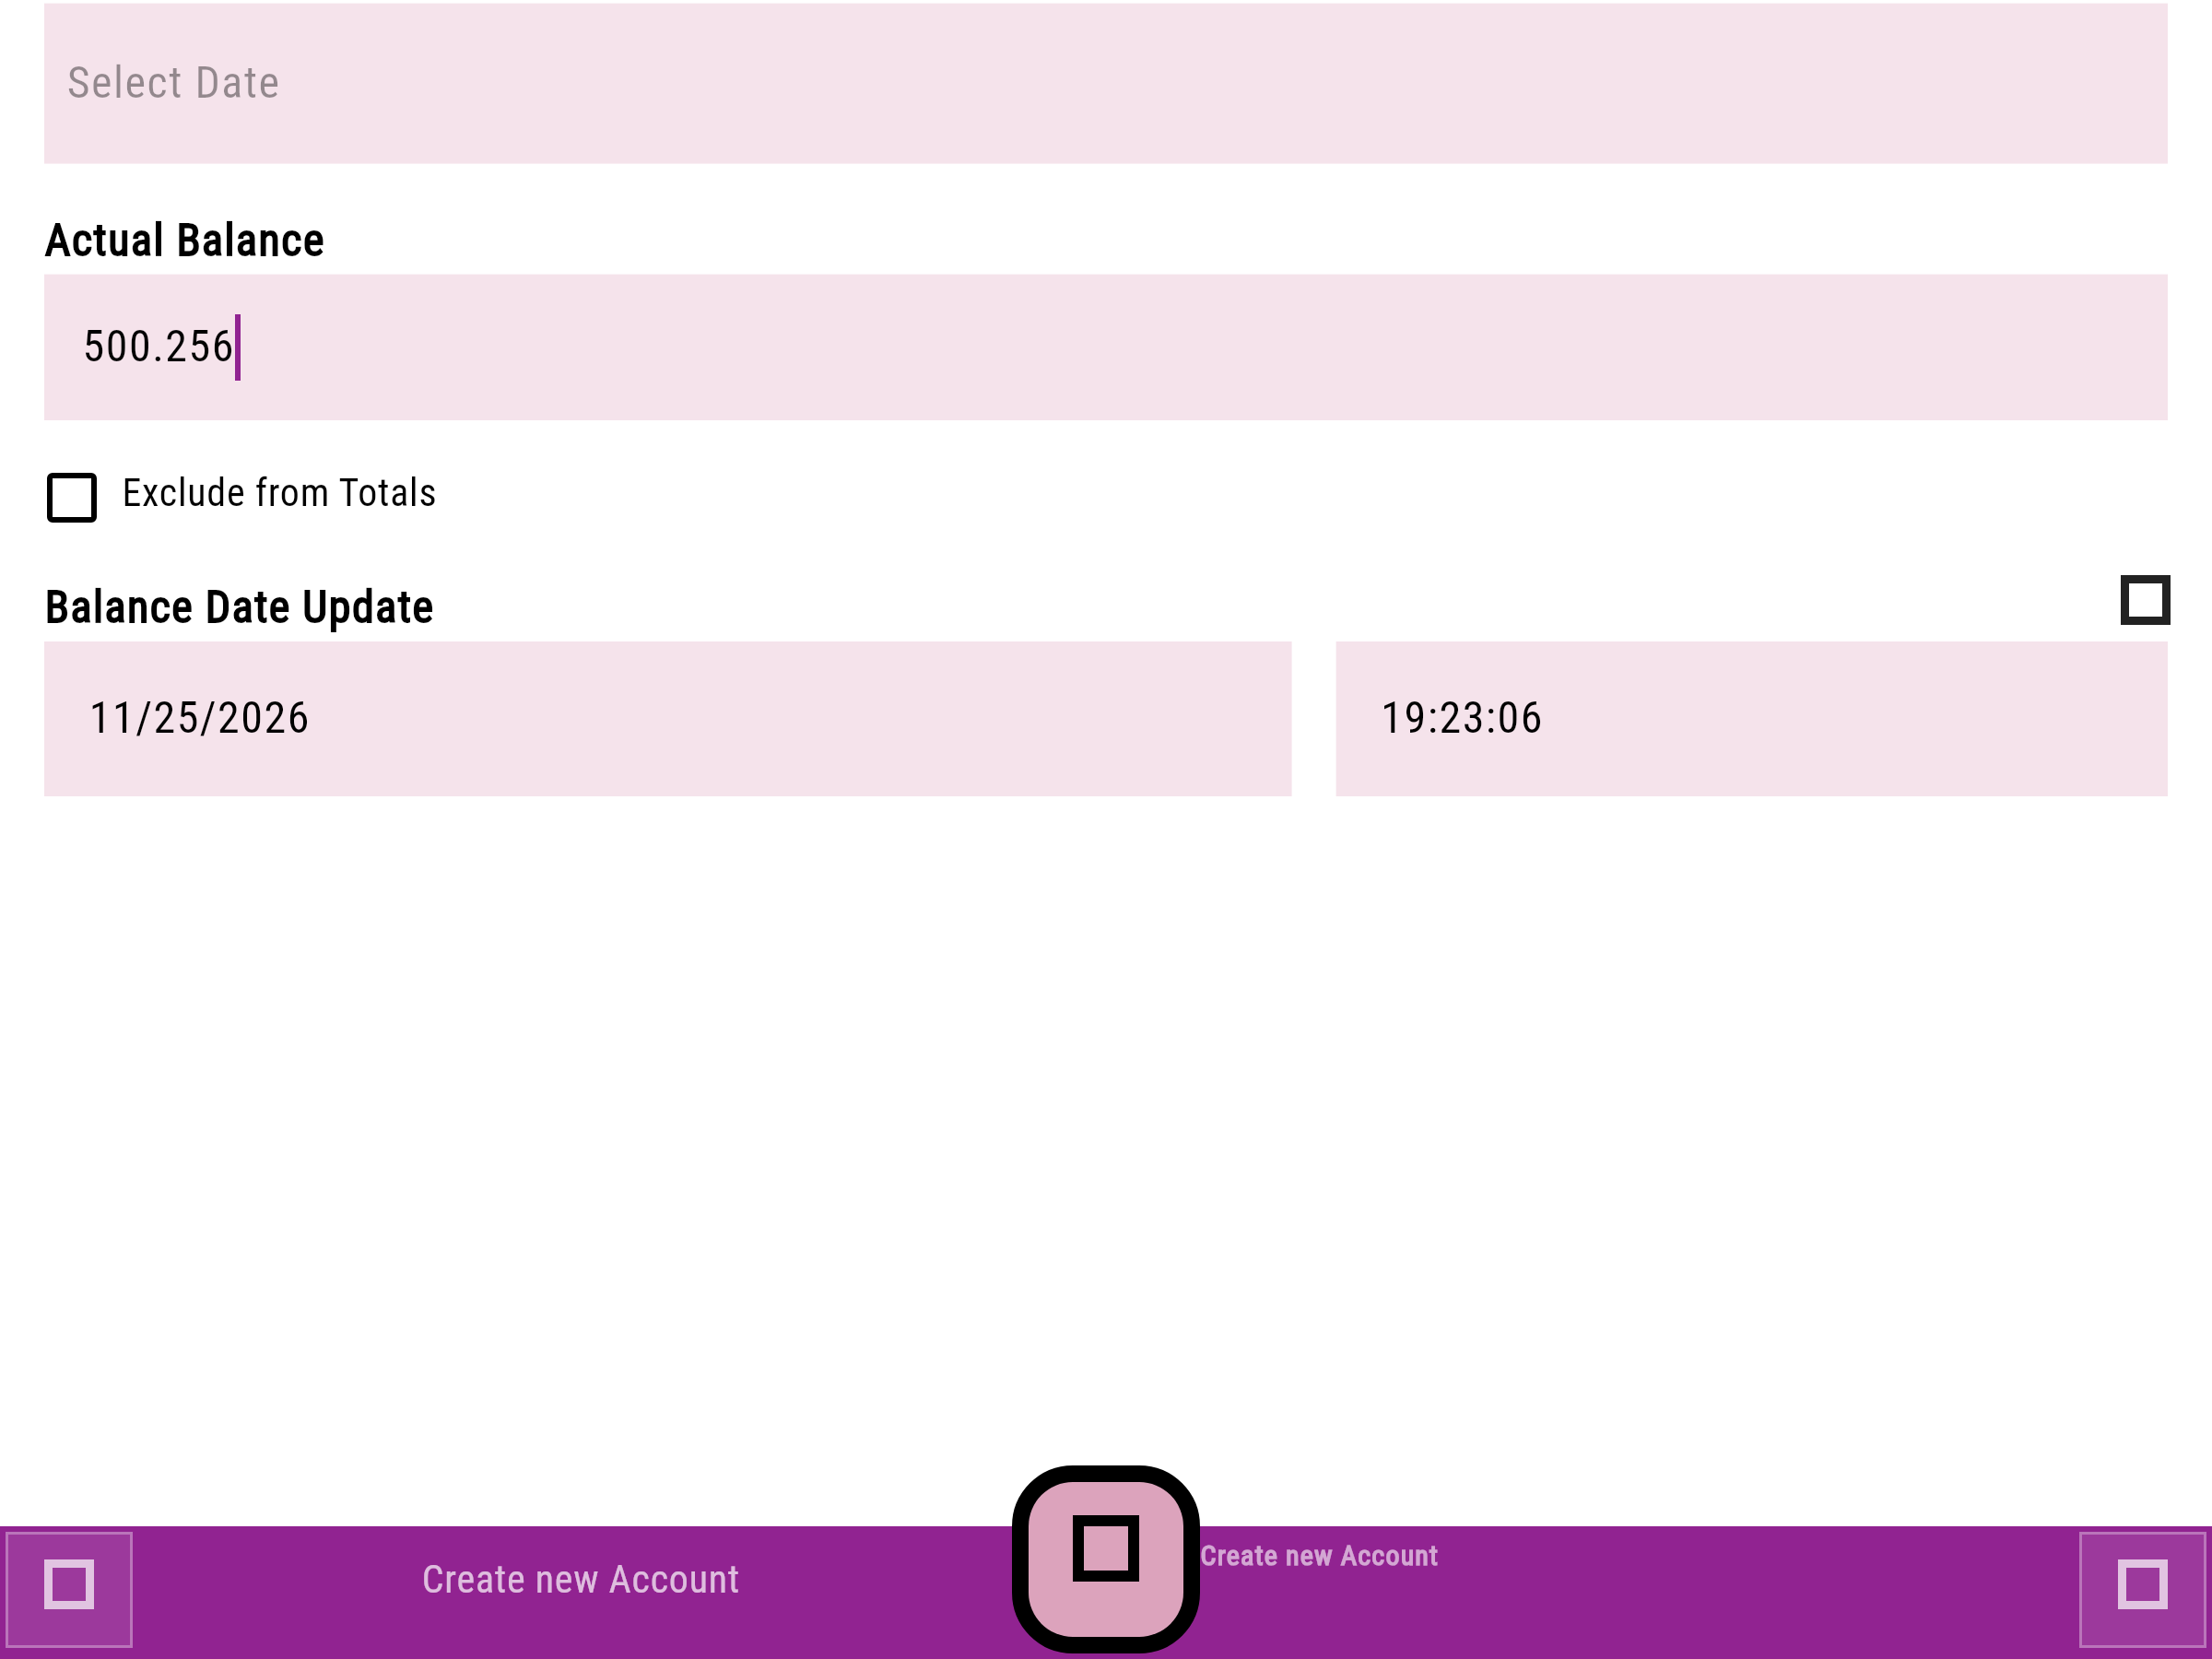 Select Date
Actual Balance
500.256
Exclude from Totals
Balance Date Update
11/25/2026 19:23:06
Create new Account
Create new Account